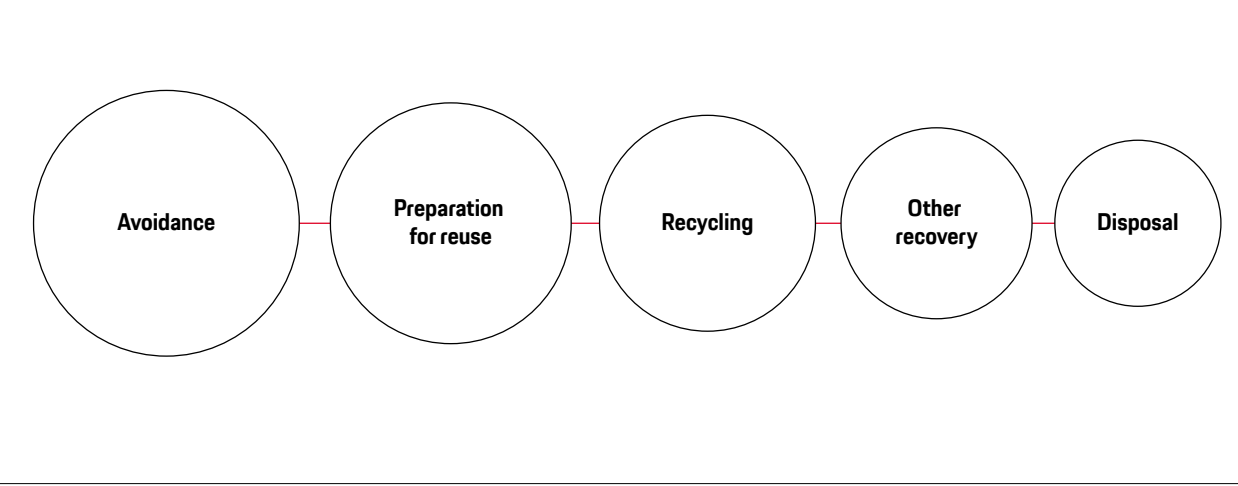 Avoidance
Preparation
for reuse
Recycling
Other
recovery
Disposal